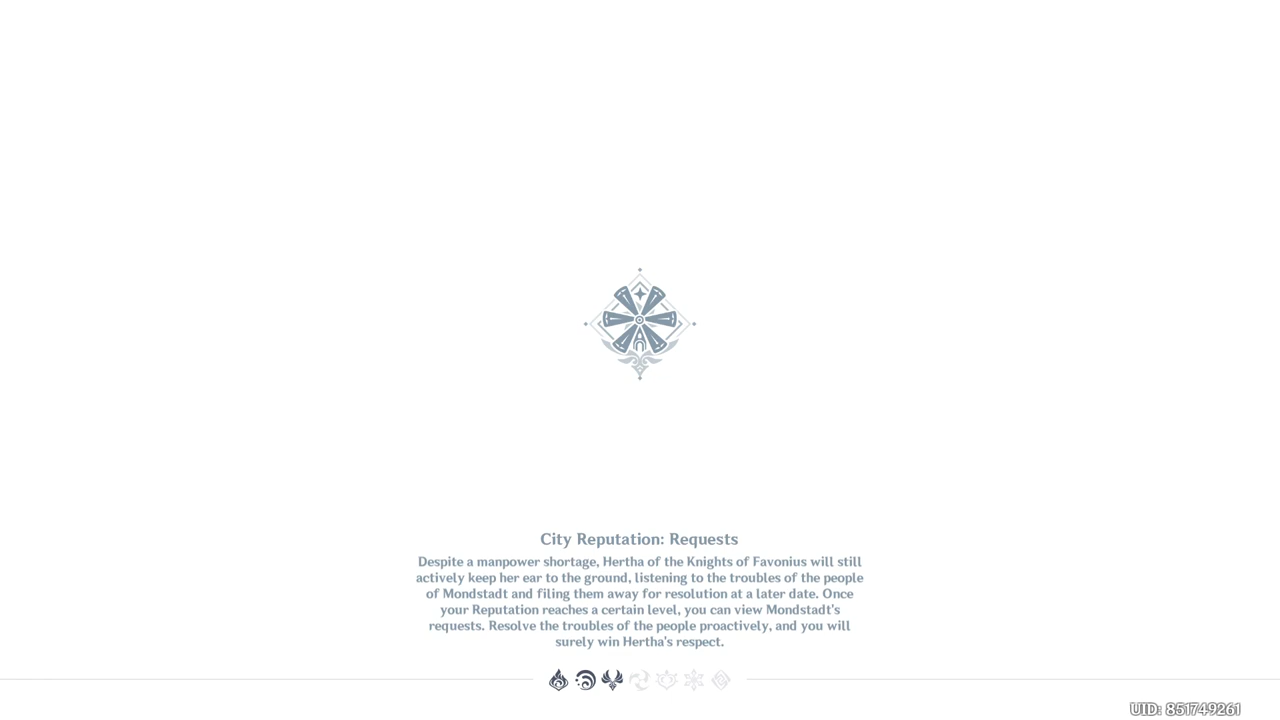 City Reputation: Requests
Despite a manpower shortage, Hertha of the Knights of Favonius will still
actively keep her ear to the ground, listening to the troubles of the people
of Mondstadt and filing them away for resolution at a later date. Once
your Reputation reaches a certain level, you can view Mondstadt's
requests. Resolve the troubles of the people proactively, and you will
surely win Hertha's respect.
UID: 851749261